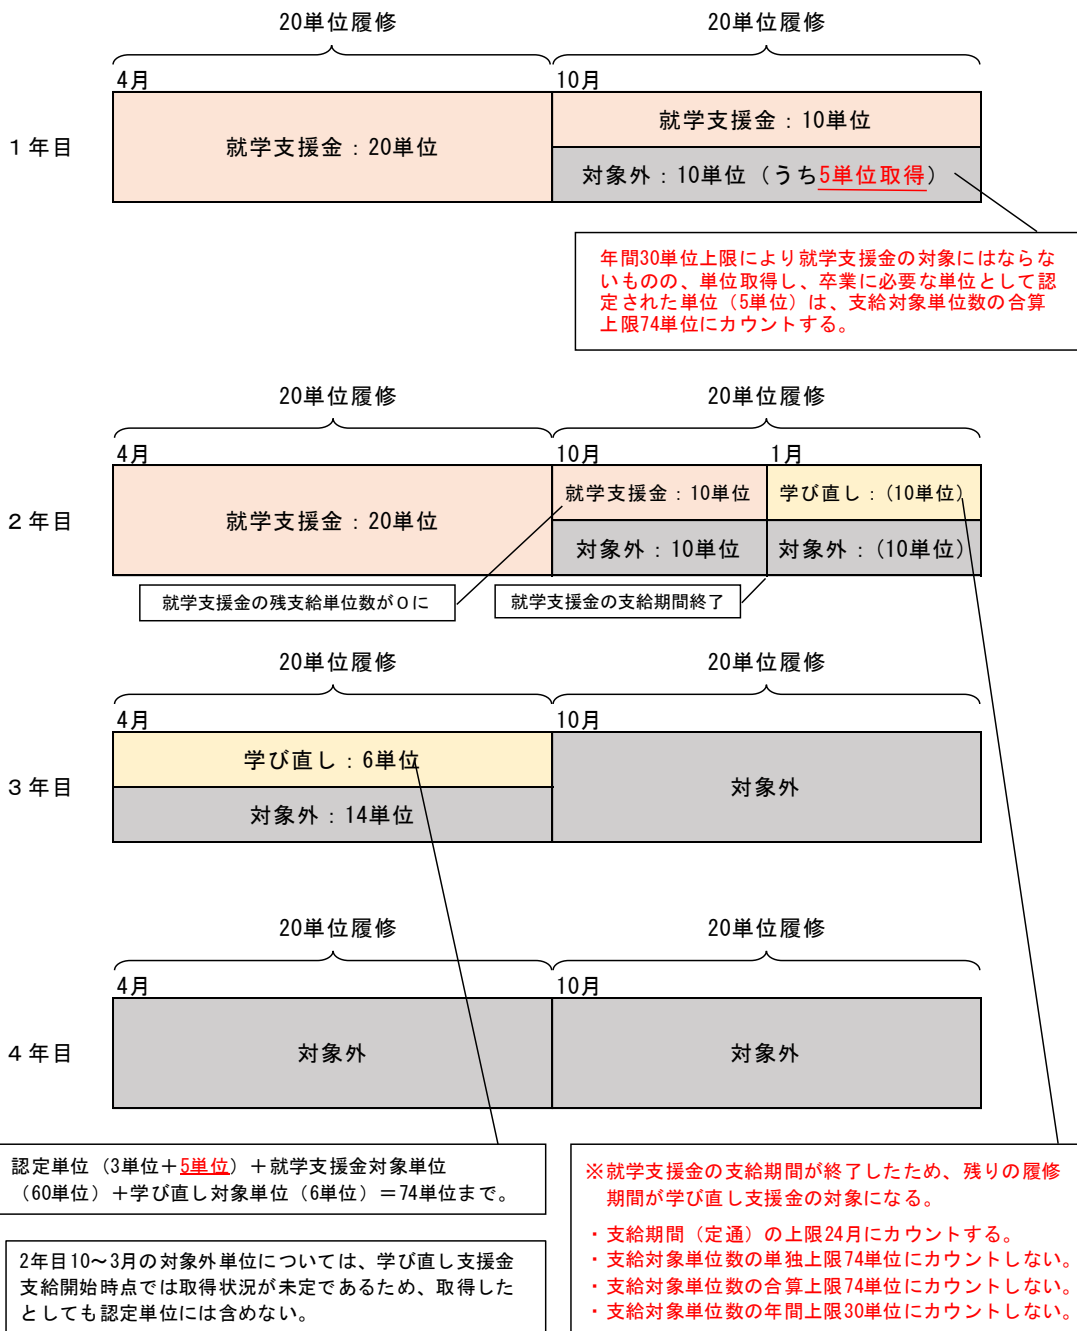 20単位履修　20単位履修
4月　10月
１年目
就学支援金：20単位
就学支援金：10単位
対象外：10単位（うち5単位取得）
年間30単位上限により就学支援金の対象にはならな
いものの、単位取得し、卒業に必要な単位として認
定された単位（5単位）は、支給対象単位数の合算
上限74単位にカウントする。
20単位履修　20単位履修
4月　10月　1月
２年目
就学支援金：20単位
就学支援金：10単位
学び直し：(10単位)
対象外：10単位
対象外：(10単位)
就学支援金の残支給単位数が０に
就学支援金の支給期間終了
20単位履修　20単位履修
4月　10月
３年目
学び直し：6単位
対象外：14単位
対象外
20単位履修　20単位履修
4月　10月
４年目
対象外
対象外
認定単位（3単位＋5単位）＋就学支援金対象単位
（60単位）＋学び直し対象単位（6単位）＝74単位まで。
2年目10～3月の対象外単位については、学び直し支援金
支給開始時点では取得状況が未定であるため、取得した
としても認定単位には含めない。
※就学支援金の支給期間が終了したため、残りの履修
期間が学び直し支援金の対象になる。
・支給期間（定通）の上限24月にカウントする。
・支給対象単位数の単独上限74単位にカウントしない。
・支給対象単位数の合算上限74単位にカウントしない。
・支給対象単位数の年間上限30単位にカウントしない。